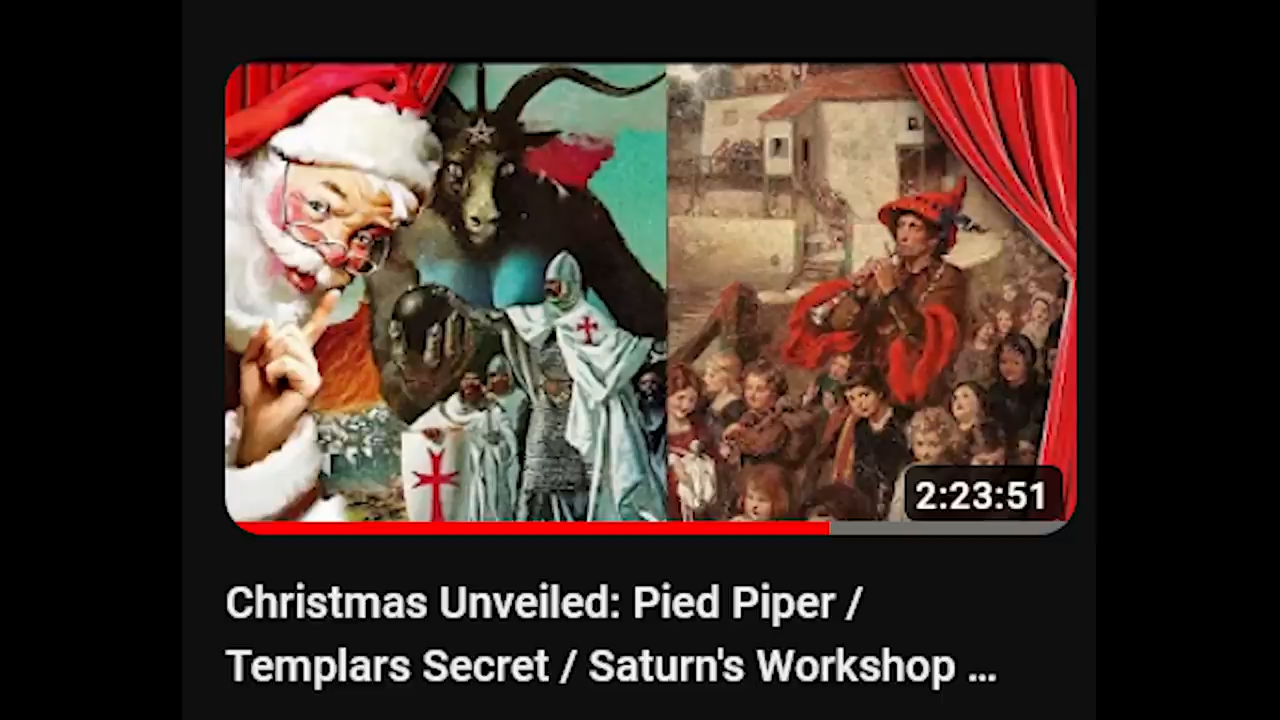 2:23:51
Christmas Unveiled: Pied Piper /
Templars Secret / Saturn's Workshop ...